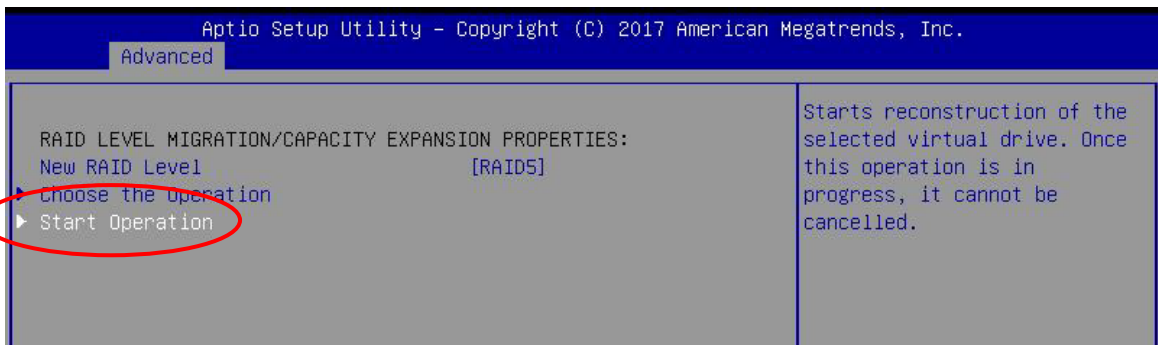 Aptio Setup Utility – Copyright (C) 2017 American Megatrends, Inc.
Advanced
RAID LEVEL MIGRATION/CAPACITY EXPANSION PROPERTIES:
New RAID Level [RAID5]
Choose the Operation
Start Operation
Starts reconstruction of the
selected virtual drive. Once
this operation is in
progress, it cannot be
cancelled.